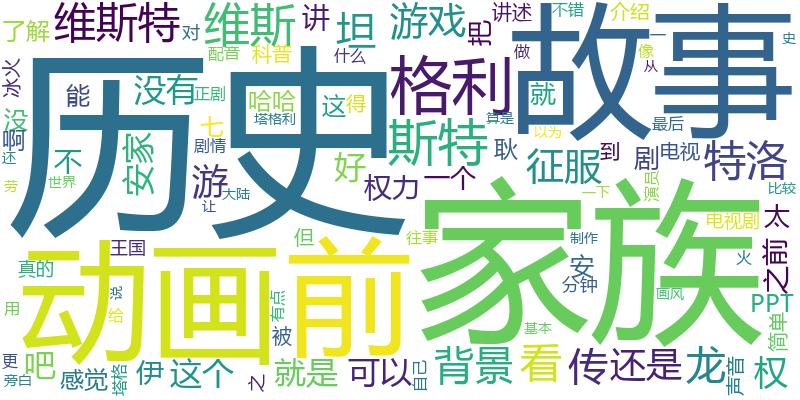 了解 维斯特 对 维斯 讲 坦 游戏 把 讲述 不错 介绍 一 史
冰火 配音 科普 什么 做 像 从
能 没有 正剧 哈哈 这 得 格利 故事
没 塔格利 就 算是 以为 最后
啊 历史 七 斯特 耿 到 电视
还 安家 不 剧情 好 征服 剧 特洛
劳 世界 游 大陆 权力 一个 演员 一下 比较
让 家族 电视剧 太
王国 但 往事 制作 火 之前
真的 动画 前 安 分钟 画风 PPT
用 说 给 有点 被 基本 简单
更 吧 感觉 塔格 伊 这个 之 就是 可以 自己 背景 看 传 还是 龙 声音 权
旁白